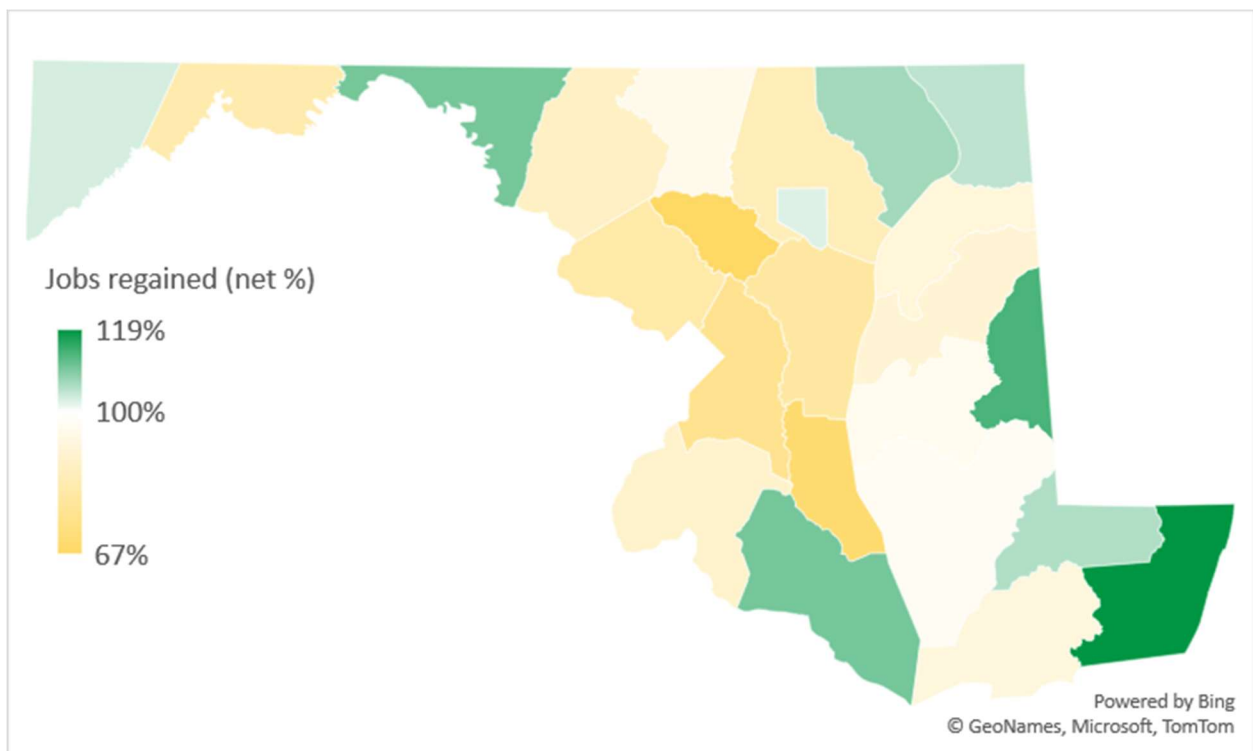 Jobs regained (net %)
119%
100%
67%
Powered by Bing
© GeoNames, Microsoft, TomTom